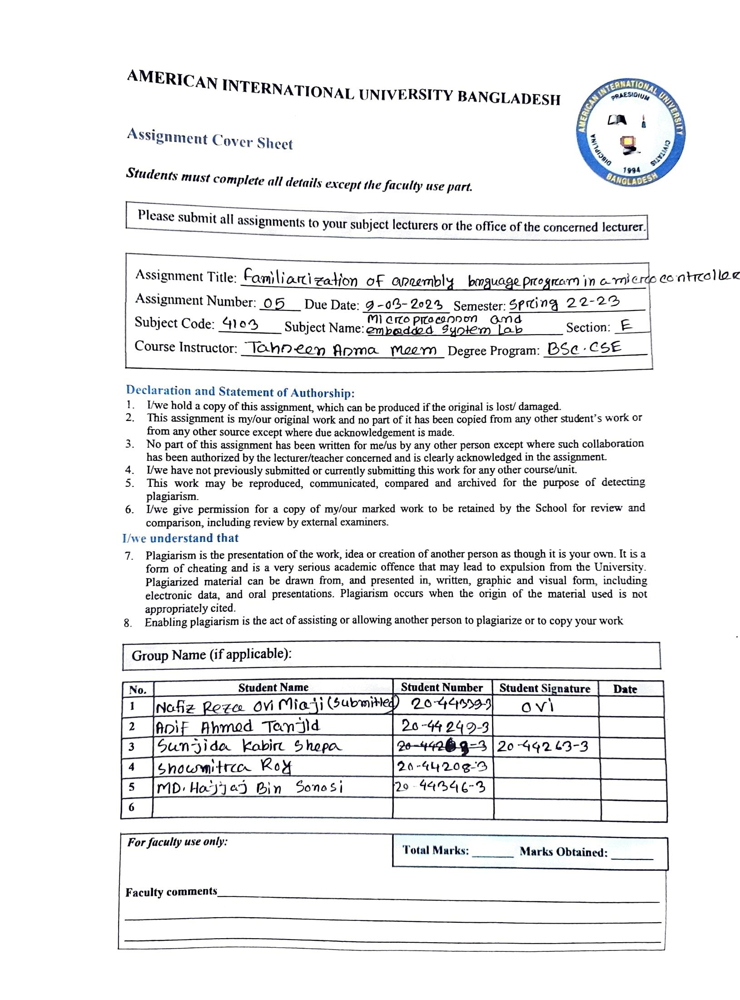 AMERICAN INTERNATIONAL UNIVERSITY BANGLADESH
AMERICAN INTERNATIONAL UNIVERSITY
PRAESIDIUM
DISCIPLINA
CIVITATIS
1994
BANGLADESH
Assignment Cover Sheet
Students must complete all details except the faculty use part.
Please submit all assignments to your subject lecturers or the office of the concerned lecturer.
Assignment Title: Familiarization of assembly language program in a microcontroller
Assignment Number: 05 Due Date: 9-03-2023 Semester: Spring 22-23
Subject Code: 4103 Subject Name: Microprocessor and embedded system Lab Section: E
Course Instructor: Tahseen Asma Meem Degree Program: BSc.CSE
Declaration and Statement of Authorship:
1. I/we hold a copy of this assignment, which can be produced if the original is lost/ damaged.
2. This assignment is my/our original work and no part of it has been copied from any other student's work or
from any other source except where due acknowledgement is made.
3. No part of this assignment has been written for me/us by any other person except where such collaboration
has been authorized by the lecturer/teacher concerned and is clearly acknowledged in the assignment.
4. I/we have not previously submitted or currently submitting this work for any other course/unit.
5. This work may be reproduced, communicated, compared and archived for the purpose of detecting
plagiarism.
6. I/we give permission for a copy of my/our marked work to be retained by the School for review and
comparison, including review by external examiners.
I/we understand that
7. Plagiarism is the presentation of the work, idea or creation of another person as though it is your own. It is a
form of cheating and is a very serious academic offence that may lead to expulsion from the University.
Plagiarized material can be drawn from, and presented in, written, graphic and visual form, including
electronic data, and oral presentations. Plagiarism occurs when the origin of the material used is not
appropriately cited.
8. Enabling plagiarism is the act of assisting or allowing another person to plagiarize or to copy your work
Group Name (if applicable):
No. Student Name Student Number Student Signature Date
1 Nafiz Reza Ovi Miaji (Submitted) 20-44339-3 Ovi
2 Asif Ahmed Tanjid 20-44249-3
3 Sunjida Kabir Shepa 20-44263-3
4 Showmitra Roy 20-44208-3
5 MD. Hajjaj Bin Sonosi 20-44346-3
6
For faculty use only:
Total Marks: Marks Obtained:
Faculty comments